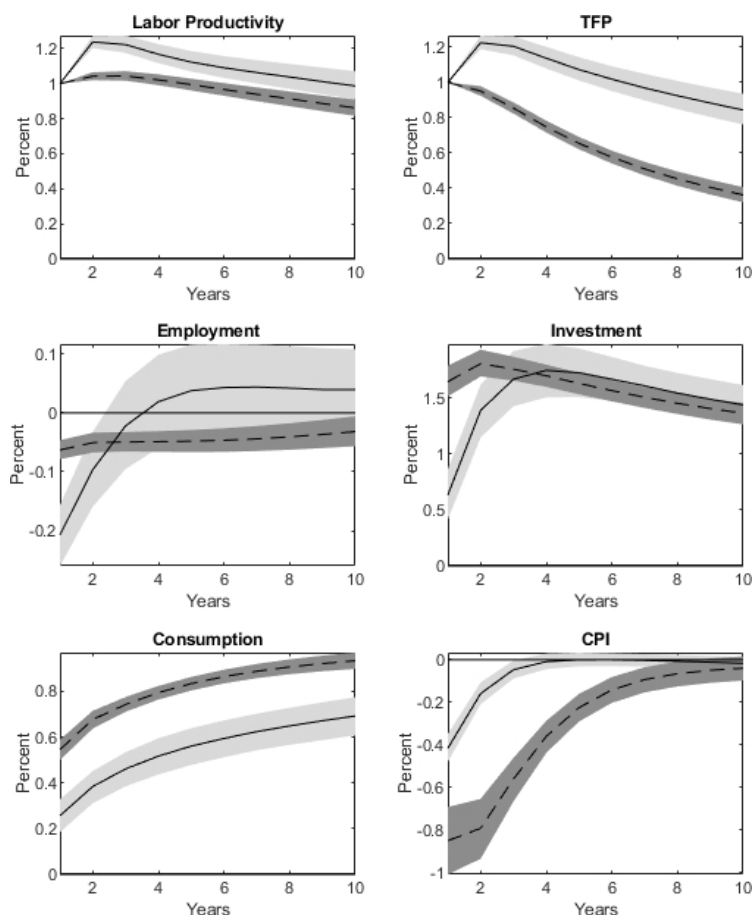 Labor Productivity
1.2
1
0.8
0.6
0.4
0.2
0
Percent
2 4 6 8 10
Years
TFP
1.2
1
0.8
0.6
0.4
0.2
0
Percent
2 4 6 8 10
Years
Employment
0.1
0
-0.1
-0.2
Percent
2 4 6 8 10
Years
Investment
1.5
1
0.5
0
Percent
2 4 6 8 10
Years
Consumption
0.8
0.6
0.4
0.2
0
Percent
2 4 6 8 10
Years
CPI
0
-0.2
-0.4
-0.6
-0.8
-1
Percent
2 4 6 8 10
Years